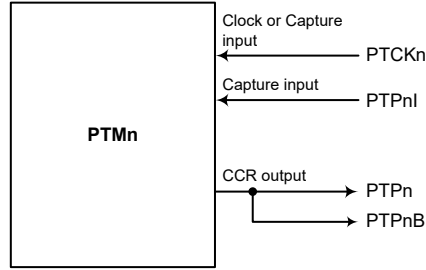 Clock or Capture
input
PTCKn
Capture input
PTPnI
PTMn
CCR output
PTPn
PTPnB